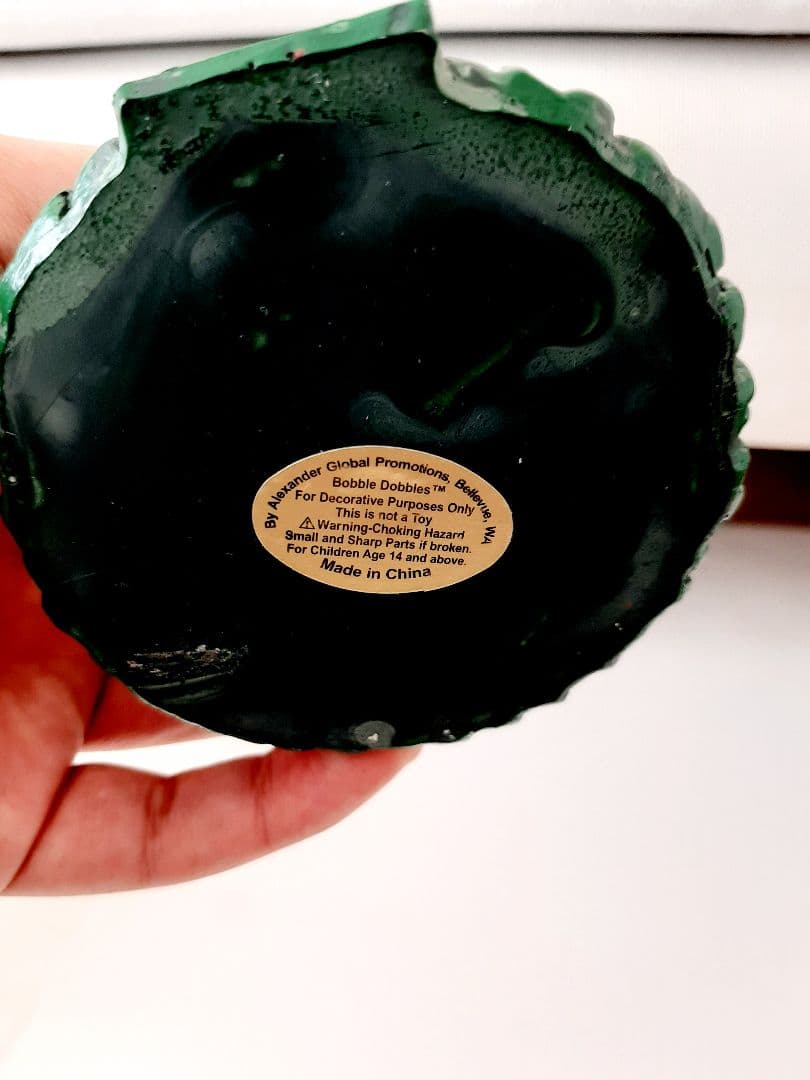 By Alexander Global Promotions, Bellevue, WA
Bobble Dobbles™
For Decorative Purposes Only
This is not a Toy
⚠Warning-Choking Hazard
Small and Sharp Parts if broken.
For Children Age 14 and above.
Made in China